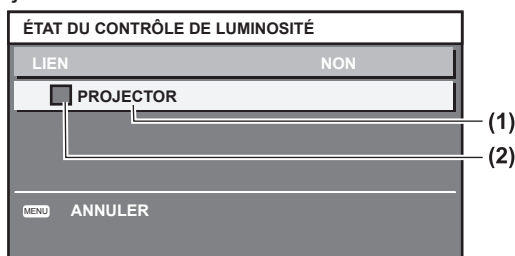 ÉTAT DU CONTRÔLE DE LUMINOSITÉ
LIEN NON
PROJECTOR
(1)
(2)
MENU ANNULER